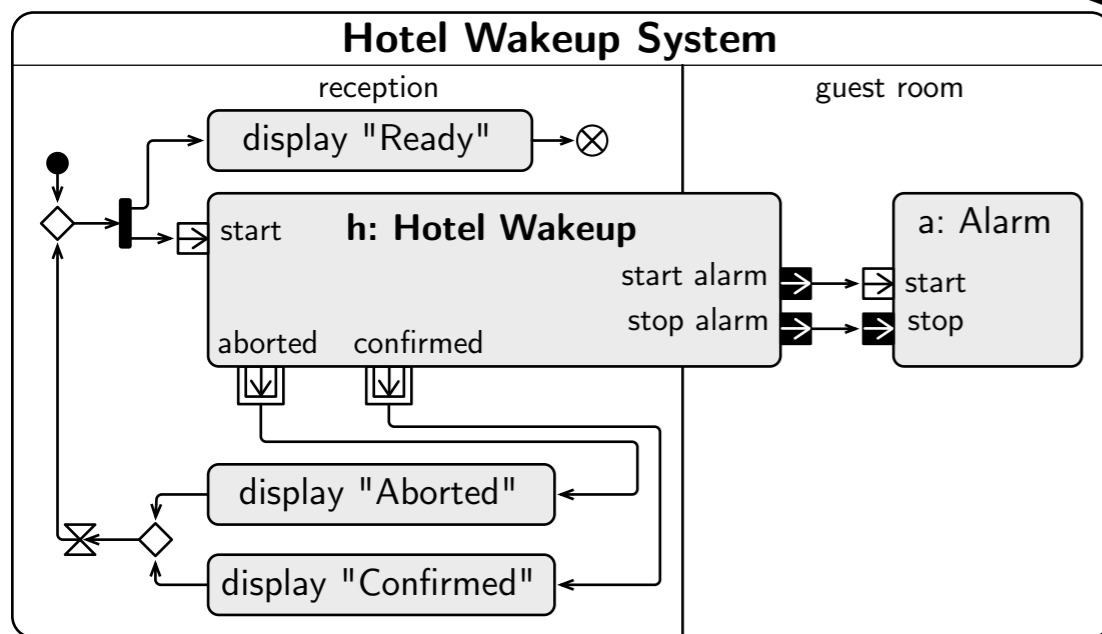 Hotel Wakeup System
reception
guest room
display "Ready"
start
h: Hotel Wakeup
a: Alarm
start alarm
start
stop alarm
stop
aborted
confirmed
display "Aborted"
display "Confirmed"